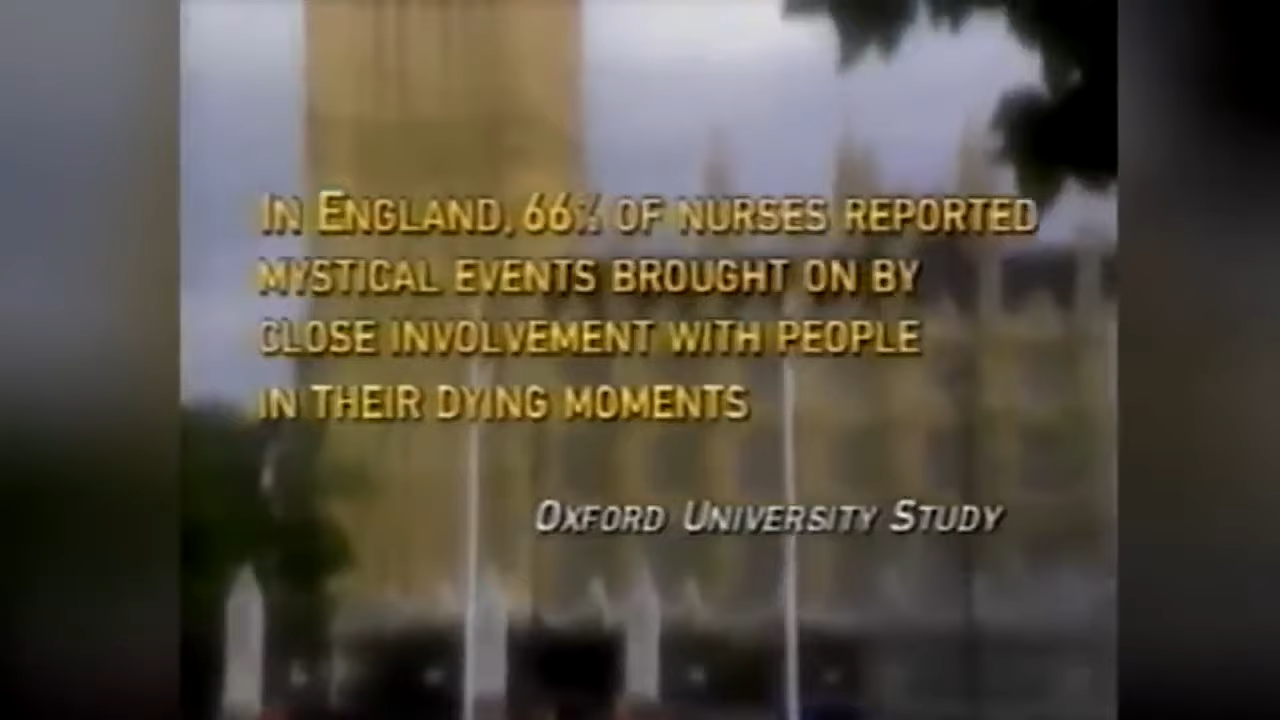 In England, 66% of nurses reported
mystical events brought on by
close involvement with people
in their dying moments
Oxford University Study